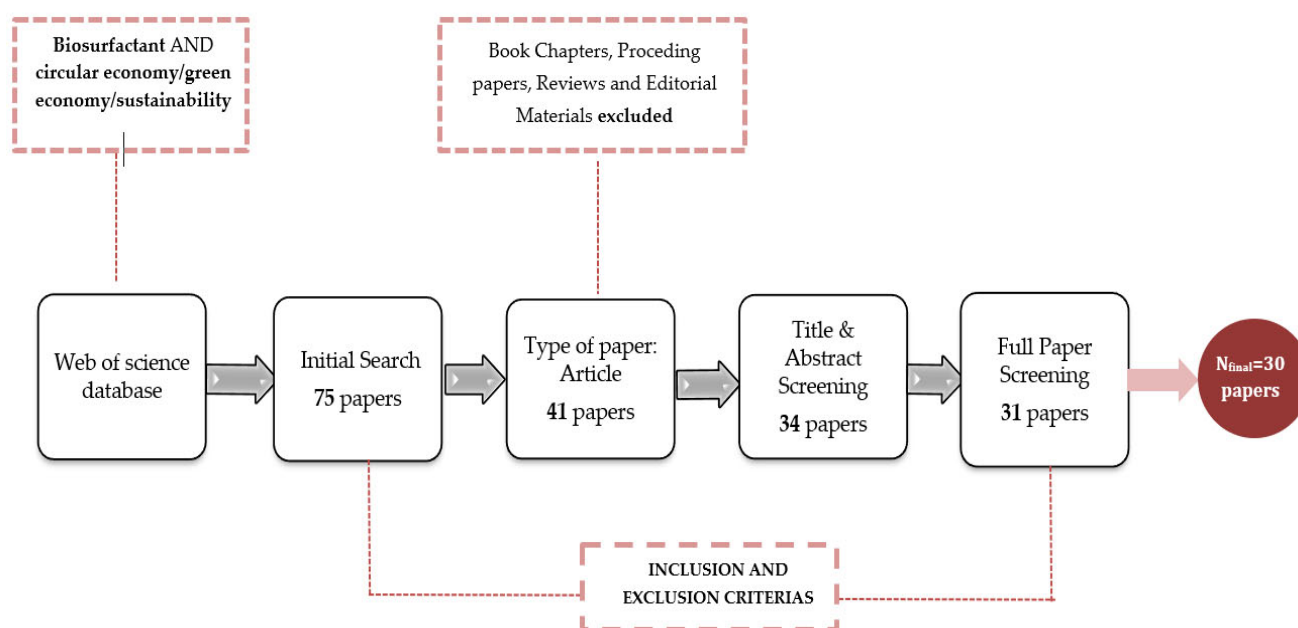 Biosurfactant AND
circular economy/green
economy/sustainability
Book Chapters, Proceding
papers, Reviews and Editorial
Materials excluded
Web of science
database
Initial Search
75 papers
Type of paper:
Article
41 papers
Title &
Abstract
Screening
34 papers
Full Paper
Screening
31 papers
Nfinal=30
papers
INCLUSION AND
EXCLUSION CRITERIAS